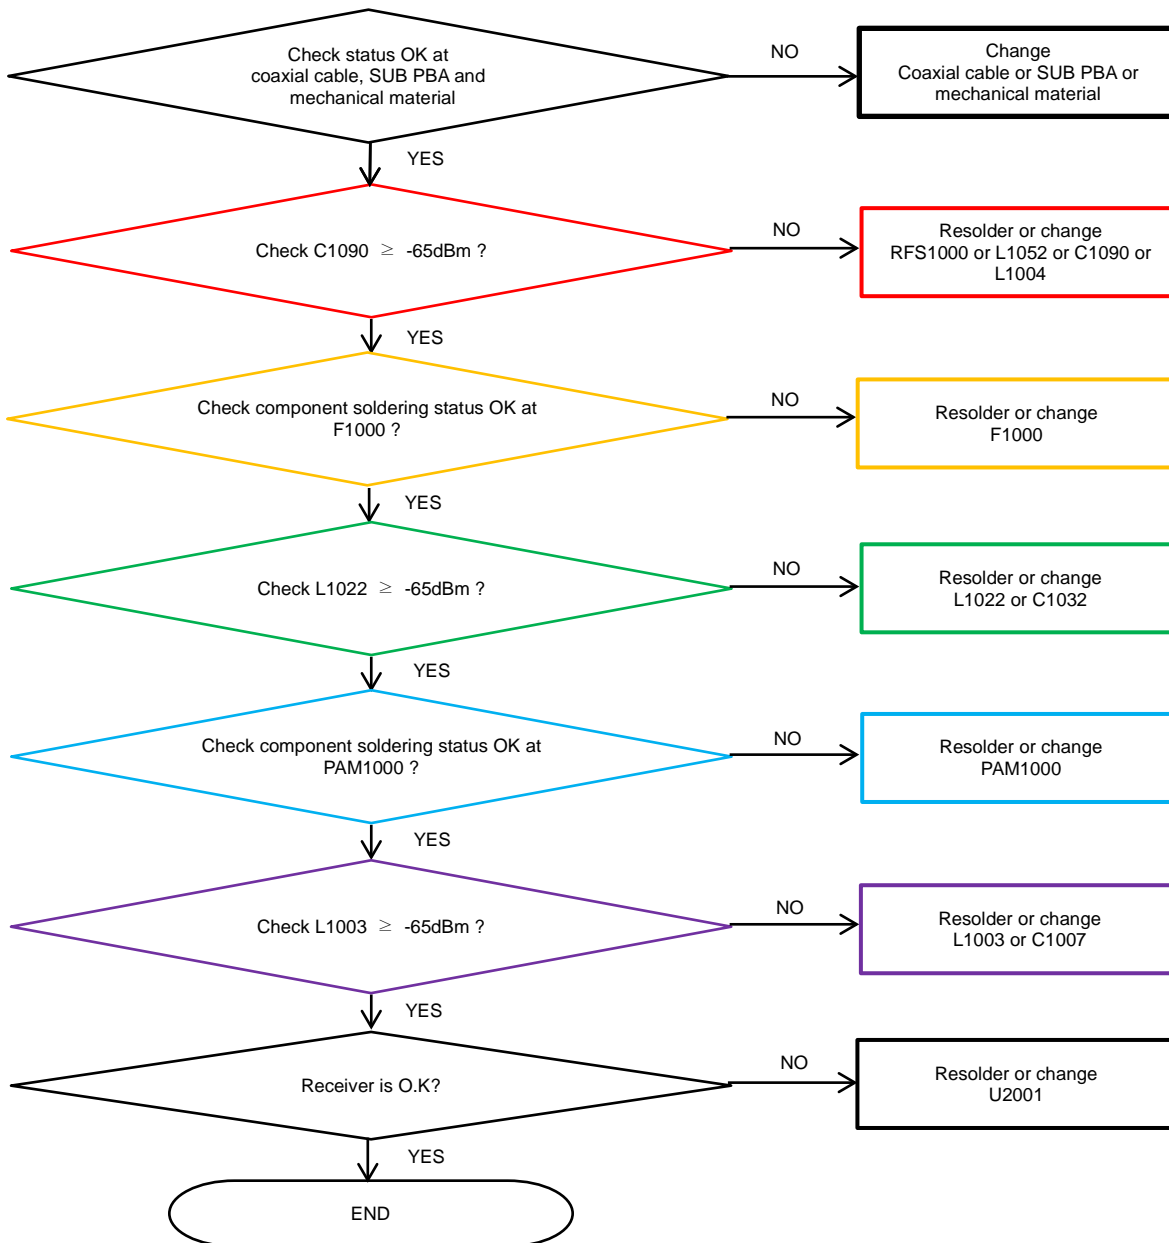 Check status OK at
coaxial cable, SUB PBA and
mechanical material
NO
Change
Coaxial cable or SUB PBA or
mechanical material
YES
Check C1090 ≥ -65dBm ?
NO
Resolder or change
RFS1000 or L1052 or C1090 or
L1004
YES
Check component soldering status OK at
F1000 ?
NO
Resolder or change
F1000
YES
Check L1022 ≥ -65dBm ?
NO
Resolder or change
L1022 or C1032
YES
Check component soldering status OK at
PAM1000 ?
NO
Resolder or change
PAM1000
YES
Check L1003 ≥ -65dBm ?
NO
Resolder or change
L1003 or C1007
YES
Receiver is O.K?
NO
Resolder or change
U2001
YES
END